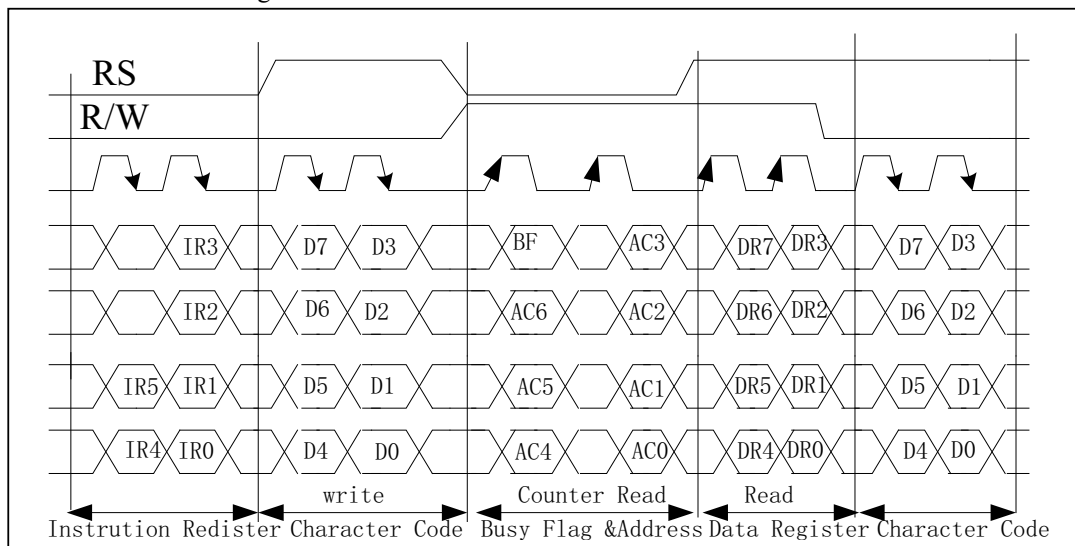 RS
R/W
IR3 D7 D3 BF AC3 DR7 DR3 D7 D3
IR2 D6 D2 AC6 AC2 DR6 DR2 D6 D2
IR5 IR1 D5 D1 AC5 AC1 DR5 DR1 D5 D1
IR4 IR0 D4 D0 AC4 AC0 DR4 DR0 D4 D0
write Counter Read Read
Instrution Redister Character Code Busy Flag &Address Data Register Character Code